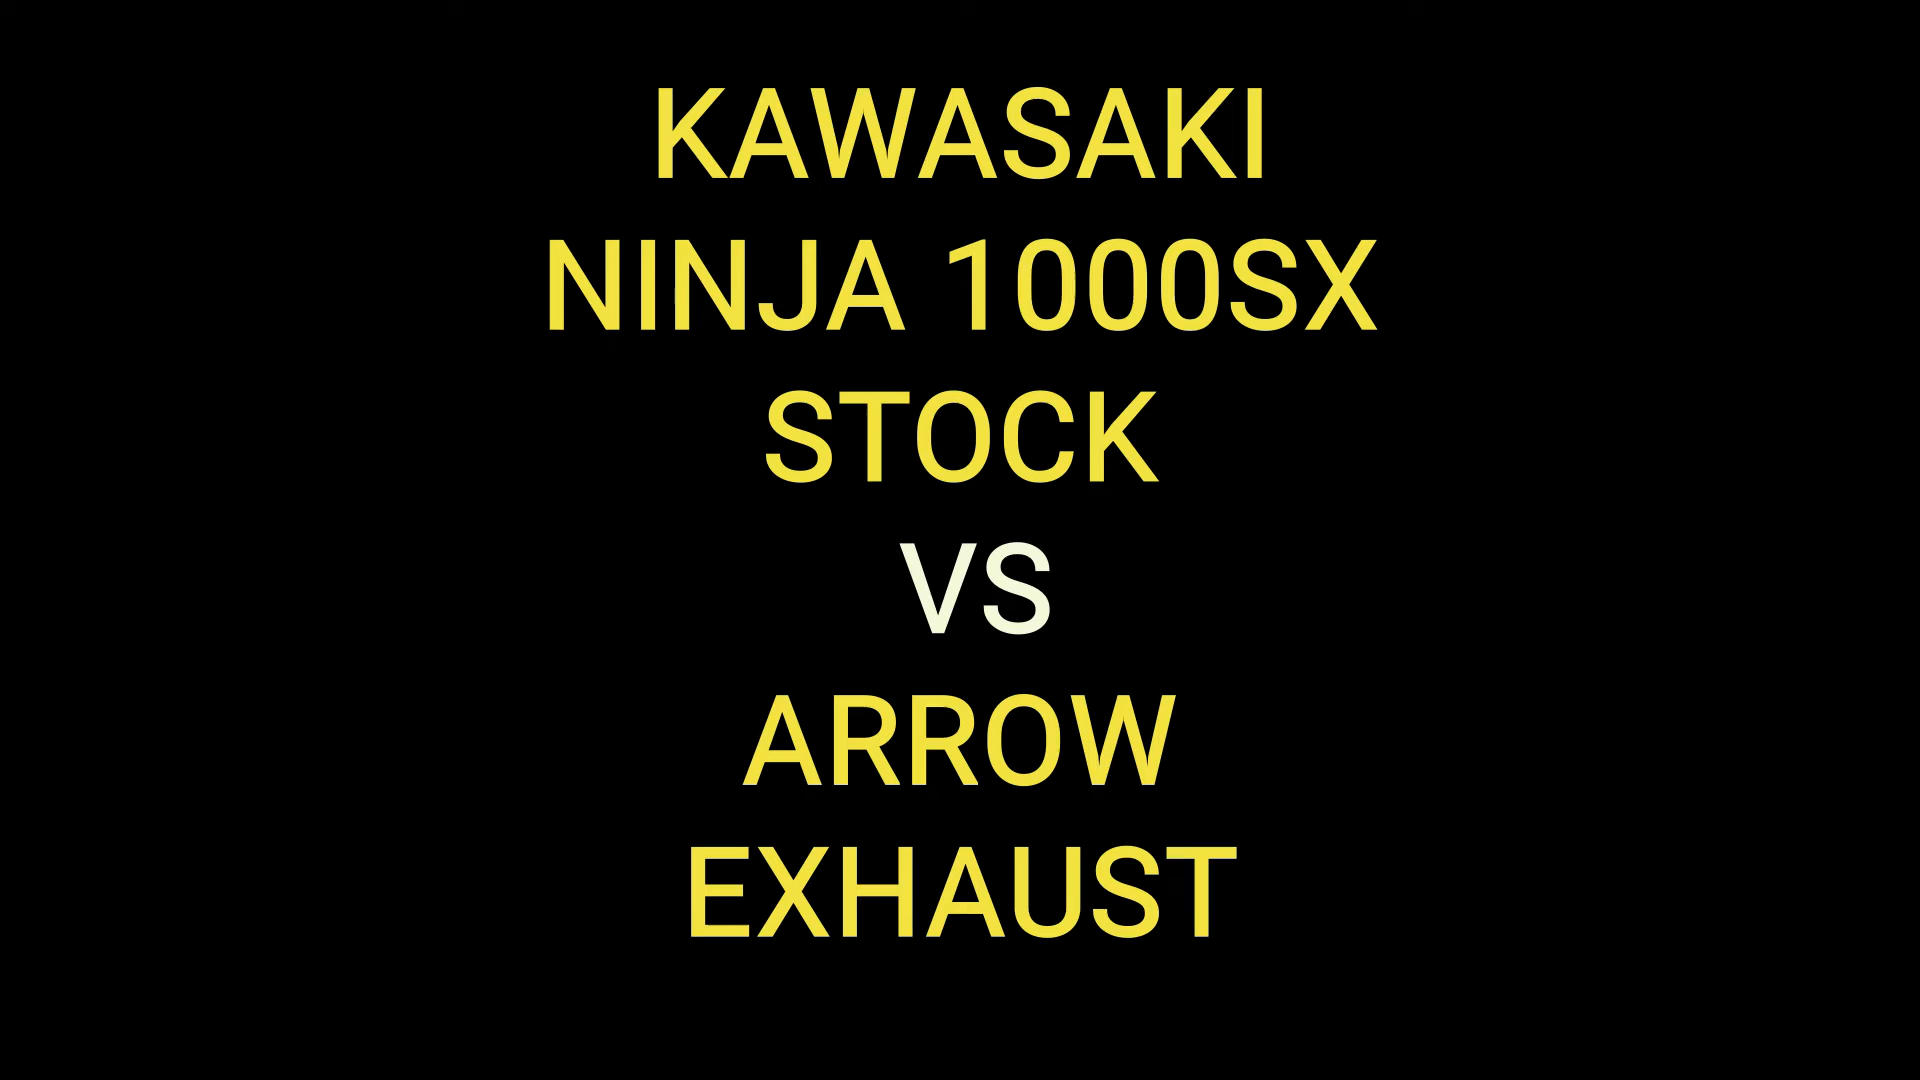 KAWASAKI
NINJA 1000SX
STOCK
VS
ARROW
EXHAUST